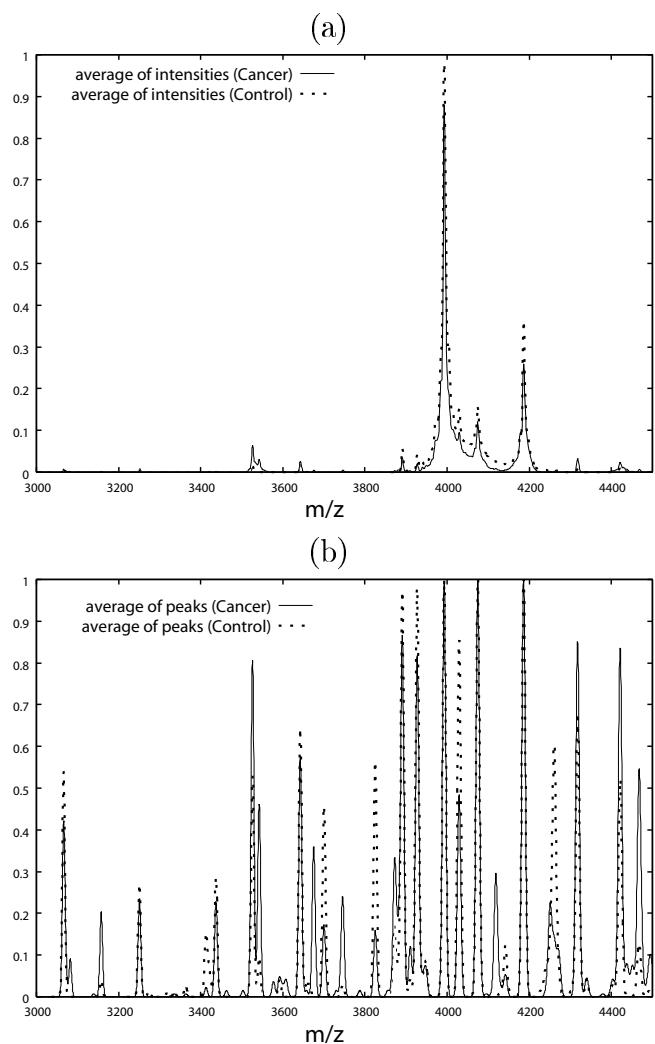 (a)
1
0.9
0.8
0.7
0.6
0.5
0.4
0.3
0.2
0.1
0
average of intensities (Cancer)
average of intensities (Control)
3000 3200 3400 3600 3800 4000 4200 4400
m/z
(b)
1
0.9
0.8
0.7
0.6
0.5
0.4
0.3
0.2
0.1
0
average of peaks (Cancer)
average of peaks (Control)
3000 3200 3400 3600 3800 4000 4200 4400
m/z